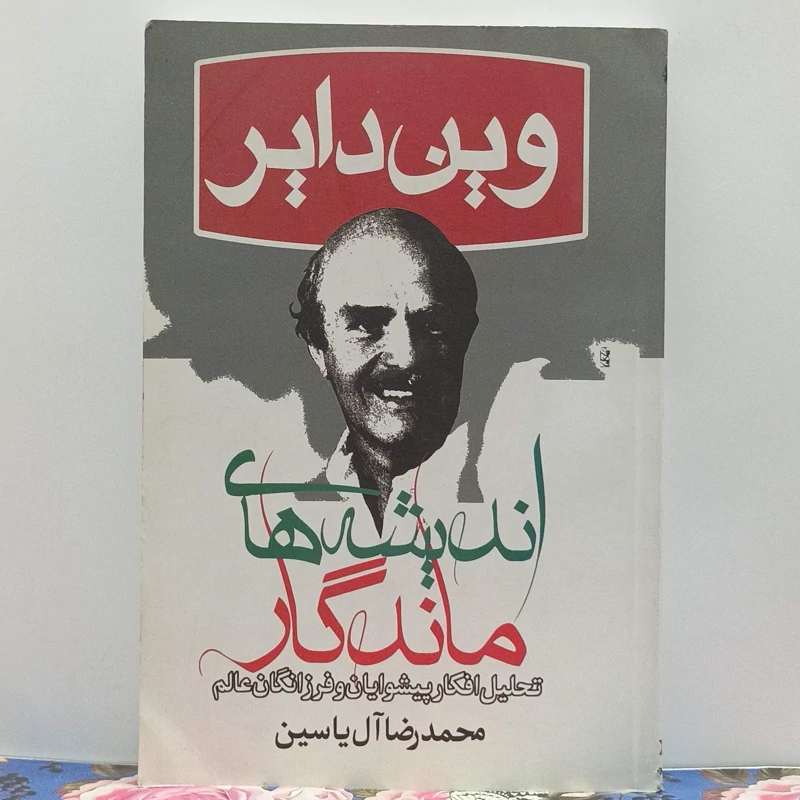 وین دایر
اندیشه‌های
ماندگار
تحلیل افکار پیشوایان و فرزانگان عالم
محمدرضا آل یاسین